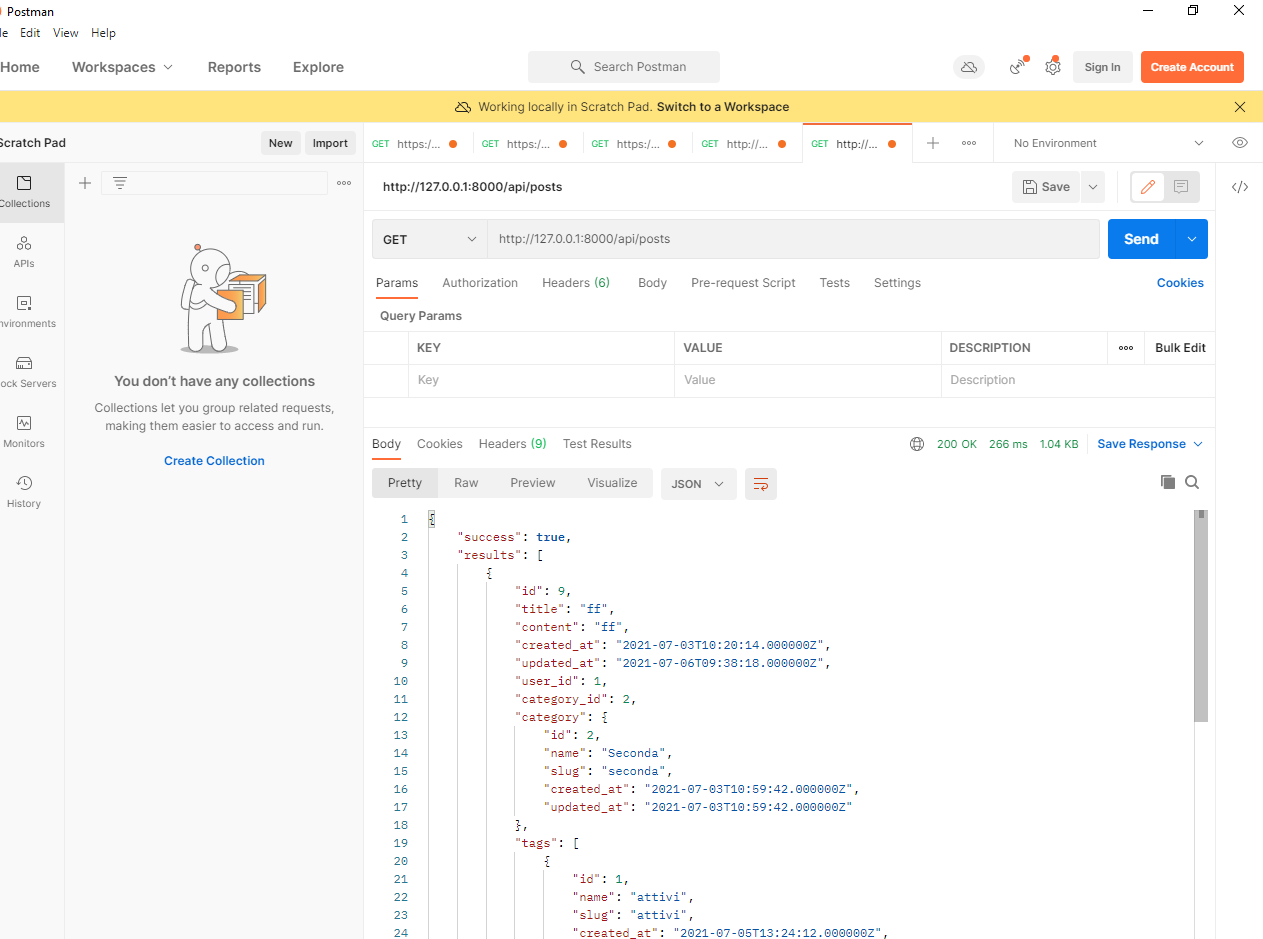 Postman
le Edit View Help
Home Workspaces Reports Explore Search Postman Sign In Create Account
Working locally in Scratch Pad. Switch to a Workspace
Scratch Pad New Import GET https:/... GET https:/... GET https:/... GET http://... GET http://... No Environment
http://127.0.0.1:8000/api/posts Save
Collections
APIs
nvironments
ock Servers
Monitors
History
You don't have any collections
Collections let you group related requests,
making them easier to access and run.
Create Collection
GET http://127.0.0.1:8000/api/posts Send
Params Authorization Headers (6) Body Pre-request Script Tests Settings Cookies
Query Params
KEY VALUE DESCRIPTION Bulk Edit
Key Value Description
Body Cookies Headers (9) Test Results 200 OK 266 ms 1.04 KB Save Response
Pretty Raw Preview Visualize JSON
1 {
2 "success": true,
3 "results": [
4 {
5 "id": 9,
6 "title": "ff",
7 "content": "ff",
8 "created_at": "2021-07-03T10:20:14.000000Z",
9 "updated_at": "2021-07-06T09:38:18.000000Z",
10 "user_id": 1,
11 "category_id": 2,
12 "category": {
13 "id": 2,
14 "name": "Seconda",
15 "slug": "seconda",
16 "created_at": "2021-07-03T10:59:42.000000Z",
17 "updated_at": "2021-07-03T10:59:42.000000Z"
18 },
19 "tags": [
20 {
21 "id": 1,
22 "name": "attivi",
23 "slug": "attivi",
24 "created_at": "2021-07-05T13:24:12.000000Z",